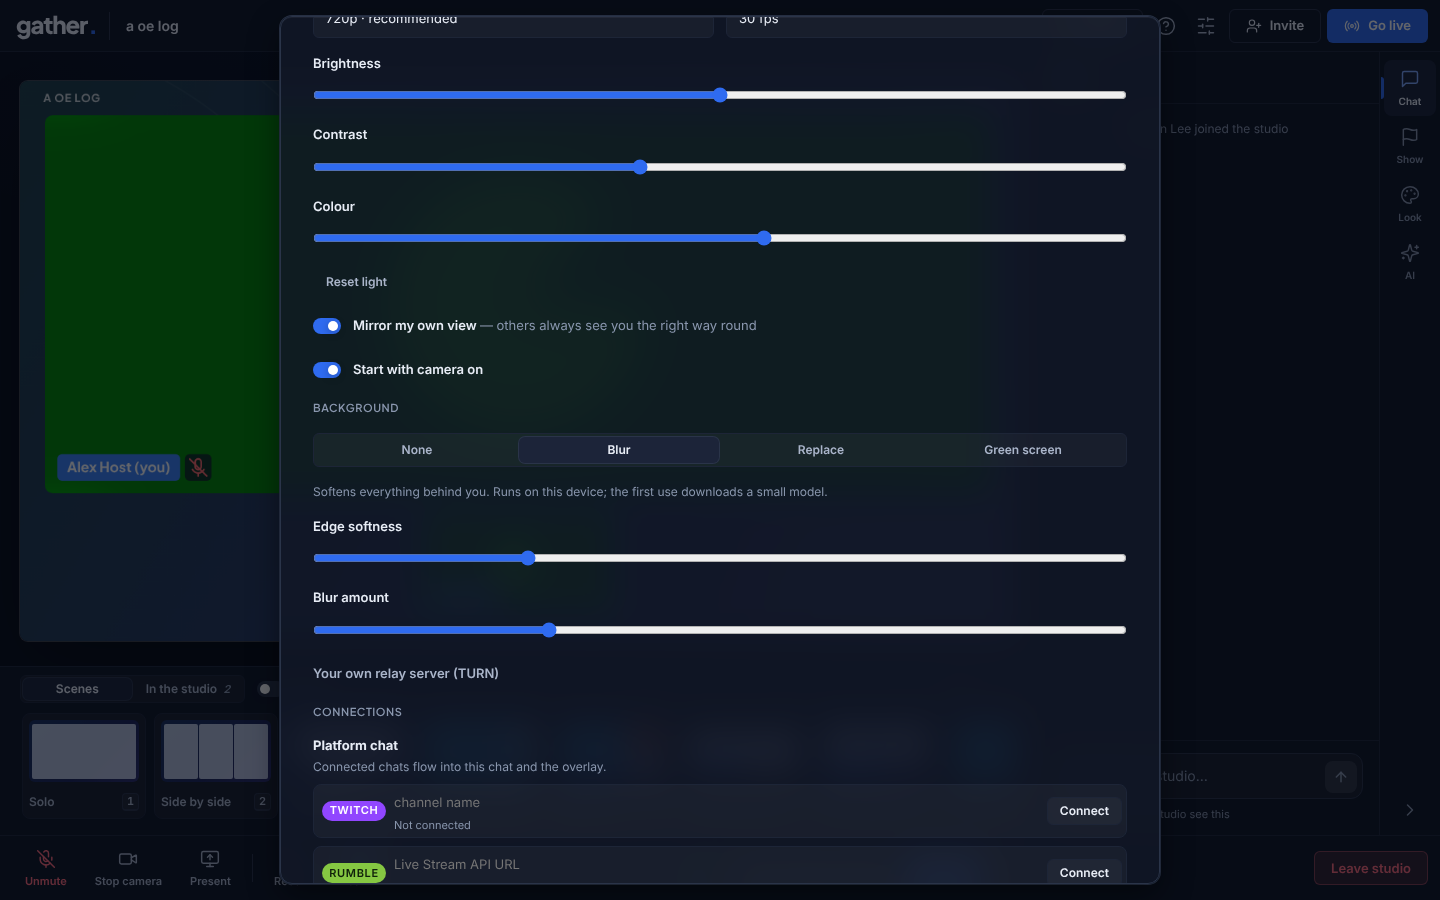 gather.
a oe log
720p · recommended
30 fps
Invite
Go live
Brightness
Contrast
Colour
Reset light
Mirror my own view — others always see you the right way round
Start with camera on
BACKGROUND
None
Blur
Replace
Green screen
Softens everything behind you. Runs on this device; the first use downloads a small model.
Edge softness
Blur amount
Your own relay server (TURN)
CONNECTIONS
Platform chat
Connected chats flow into this chat and the overlay.
TWITCH
channel name
Not connected
Connect
RUMBLE
Live Stream API URL
Connect
A OE LOG
Alex Host (you)
Scenes
In the studio 2
Solo
1
Side by side
2
Unmute
Stop camera
Present
Lee joined the studio
Chat
Show
Look
AI
studio...
see this
Leave studio